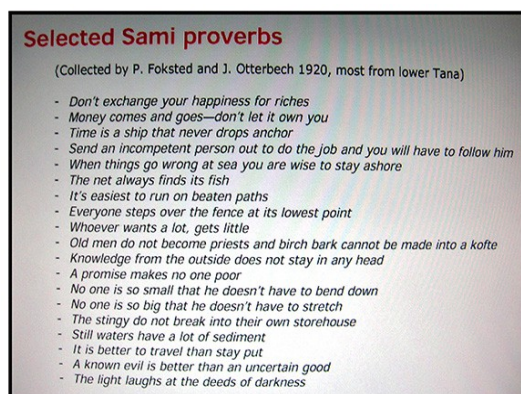 Selected Sami proverbs
(Collected by P. Foksted and J. Otterbech 1920, most from lower Tana)
- Don't exchange your happiness for riches
- Money comes and goes—don't let it own you
- Time is a ship that never drops anchor
- Send an incompetent person out to do the job and you will have to follow him
- When things go wrong at sea you are wise to stay ashore
- The net always finds its fish
- It's easiest to run on beaten paths
- Everyone steps over the fence at its lowest point
- Whoever wants a lot, gets little
- Old men do not become priests and birch bark cannot be made into a kofte
- Knowledge from the outside does not stay in any head
- A promise makes no one poor
- No one is so small that he doesn't have to bend down
- No one is so big that he doesn't have to stretch
- The stingy do not break into their own storehouse
- Still waters have a lot of sediment
- It is better to travel than stay put
- A known evil is better than an uncertain good
- The light laughs at the deeds of darkness